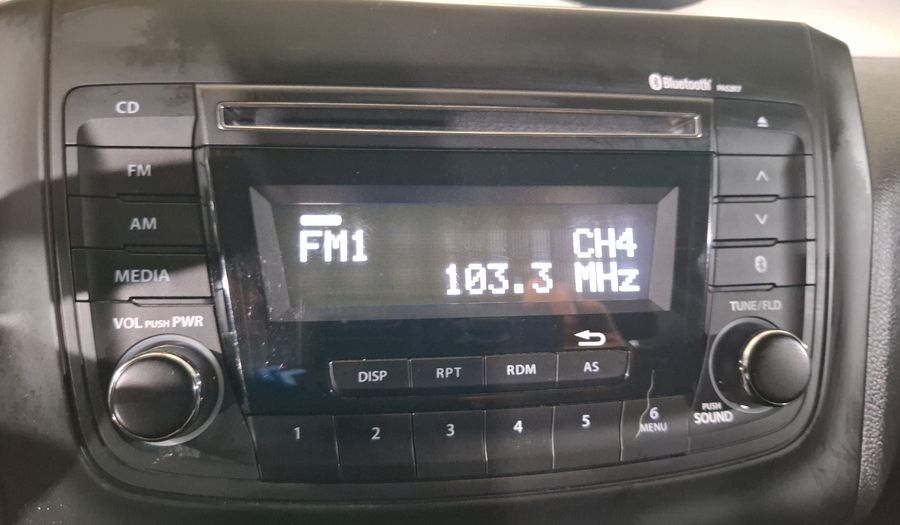 Bluetooth
CD
FM
AM
MEDIA
VOL PUSH PWR
FM1
CH4
103.3 MHz
TUNE/FLD
PUSH
SOUND
DISP
RPT
RDM
AS
1
2
3
4
5
6
MENU